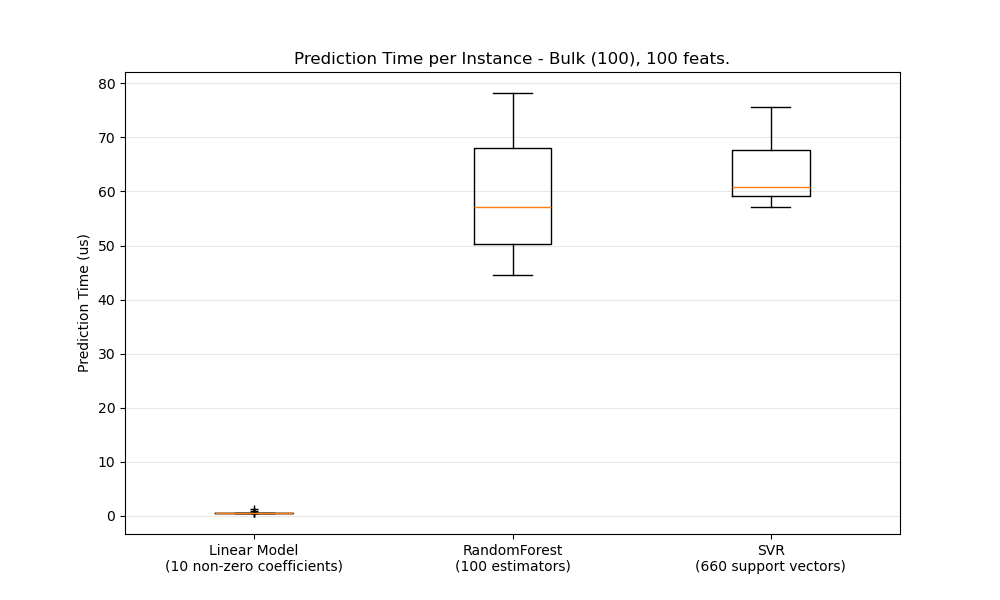 Prediction Time per Instance - Bulk (100), 100 feats.
Prediction Time (us)
80
70
60
50
40
30
20
10
0
Linear Model
(10 non-zero coefficients)
RandomForest
(100 estimators)
SVR
(660 support vectors)